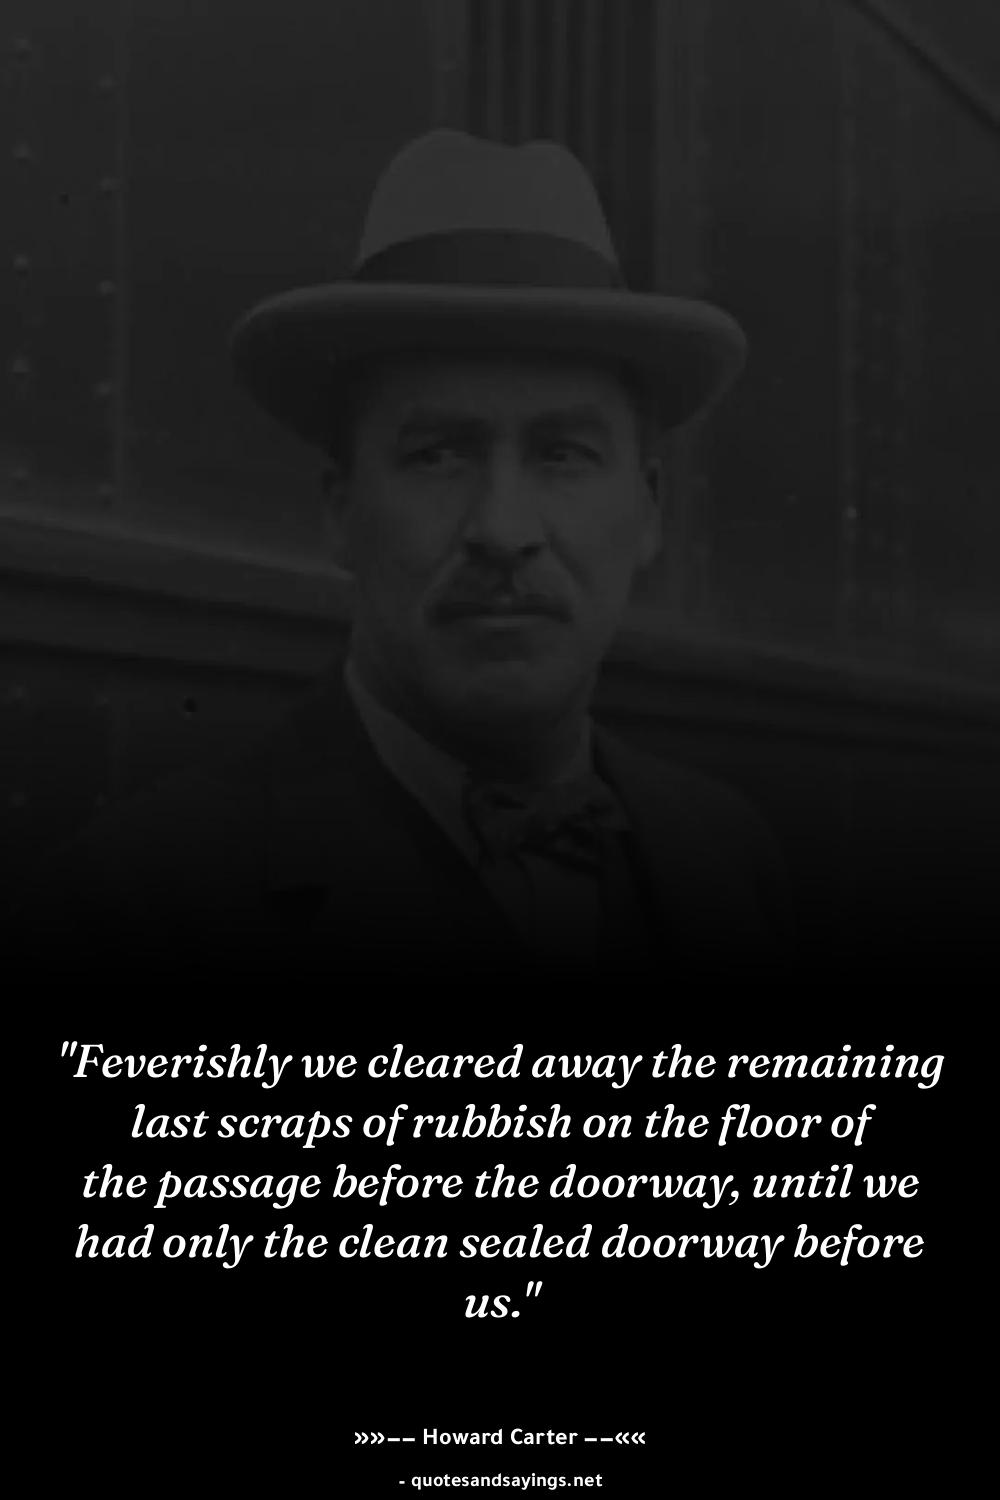 "Feverishly we cleared away the remaining
last scraps of rubbish on the floor of
the passage before the doorway, until we
had only the clean sealed doorway before
us."
»»−− Howard Carter −−««
- quotesandsayings.net